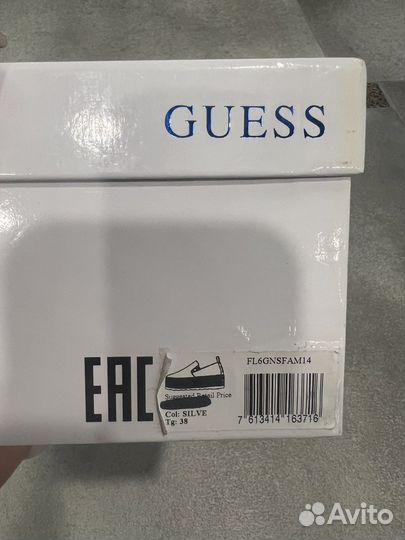 GUESS
FL6GNSFAM14
EAC
Suggested Retail Price
Col: SILVE
Tg: 38
7 613414 163716
Avito